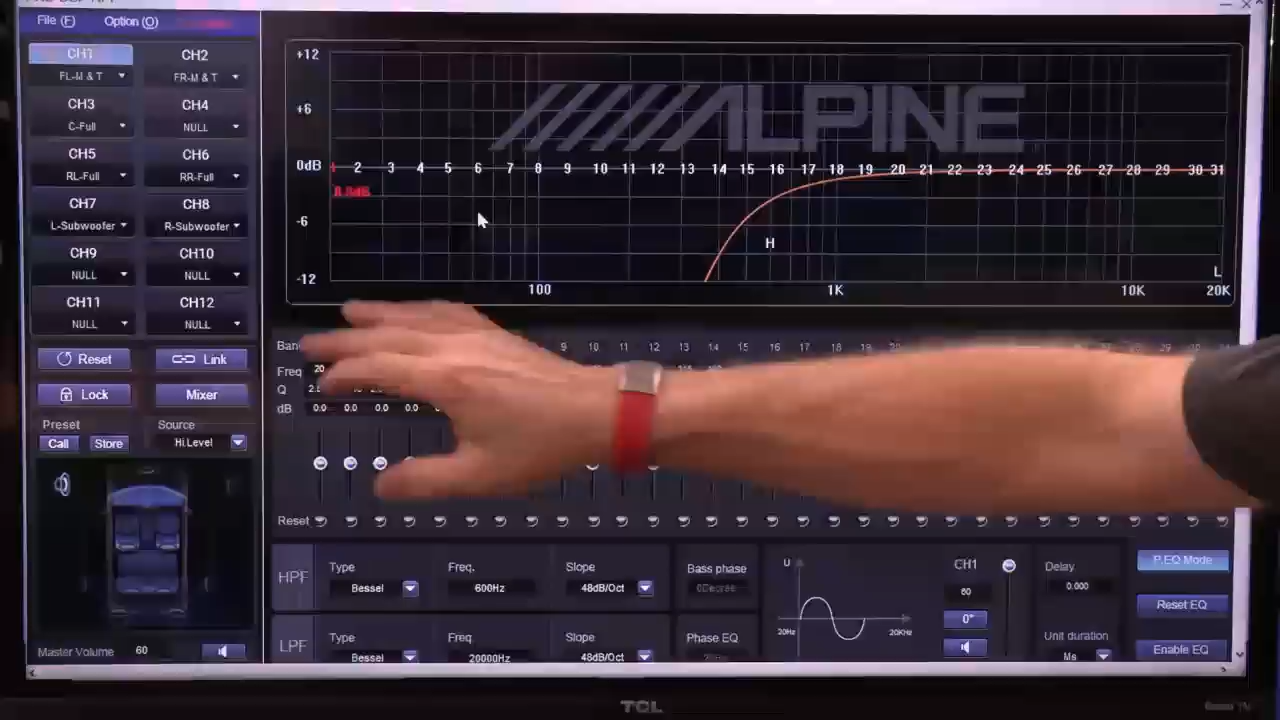 File (F) Option (O)
CH1 CH2
FL-M & T FR-M & T
CH3 CH4
C-Full NULL
CH5 CH6
RL-Full RR-Full
CH7 CH8
L-Subwoofer R-Subwoofer
CH9 CH10
NULL NULL
CH11 CH12
NULL NULL
Reset Link
Lock Mixer
Preset Source
Call Store Hi.Level
Master Volume 60
+12
ALPINE
+6
0dB 1 2 3 4 5 6 7 8 9 10 11 12 13 14 15 16 17 18 19 20 21 22 23 24 25 26 27 28 29 30 31
0.0dB
-6
H
-12 L
100 1K 10K 20K
9 10 11 12 13 14 15 16 17 18 19
Freq 20
Q
dB 0.0 0.0 0.0 0.0
Reset
HPF Type Freq. Slope Bass phase
Bessel 600Hz 48dB/Oct 0Degree
LPF Type Freq Slope Phase EQ
Bessel 20000Hz 48dB/Oct
U
20Hz 20KHz
CH1 Delay P.EQ Mode
60 0.000
0° Reset EQ
Unit duration
Ms Enable EQ
TCL